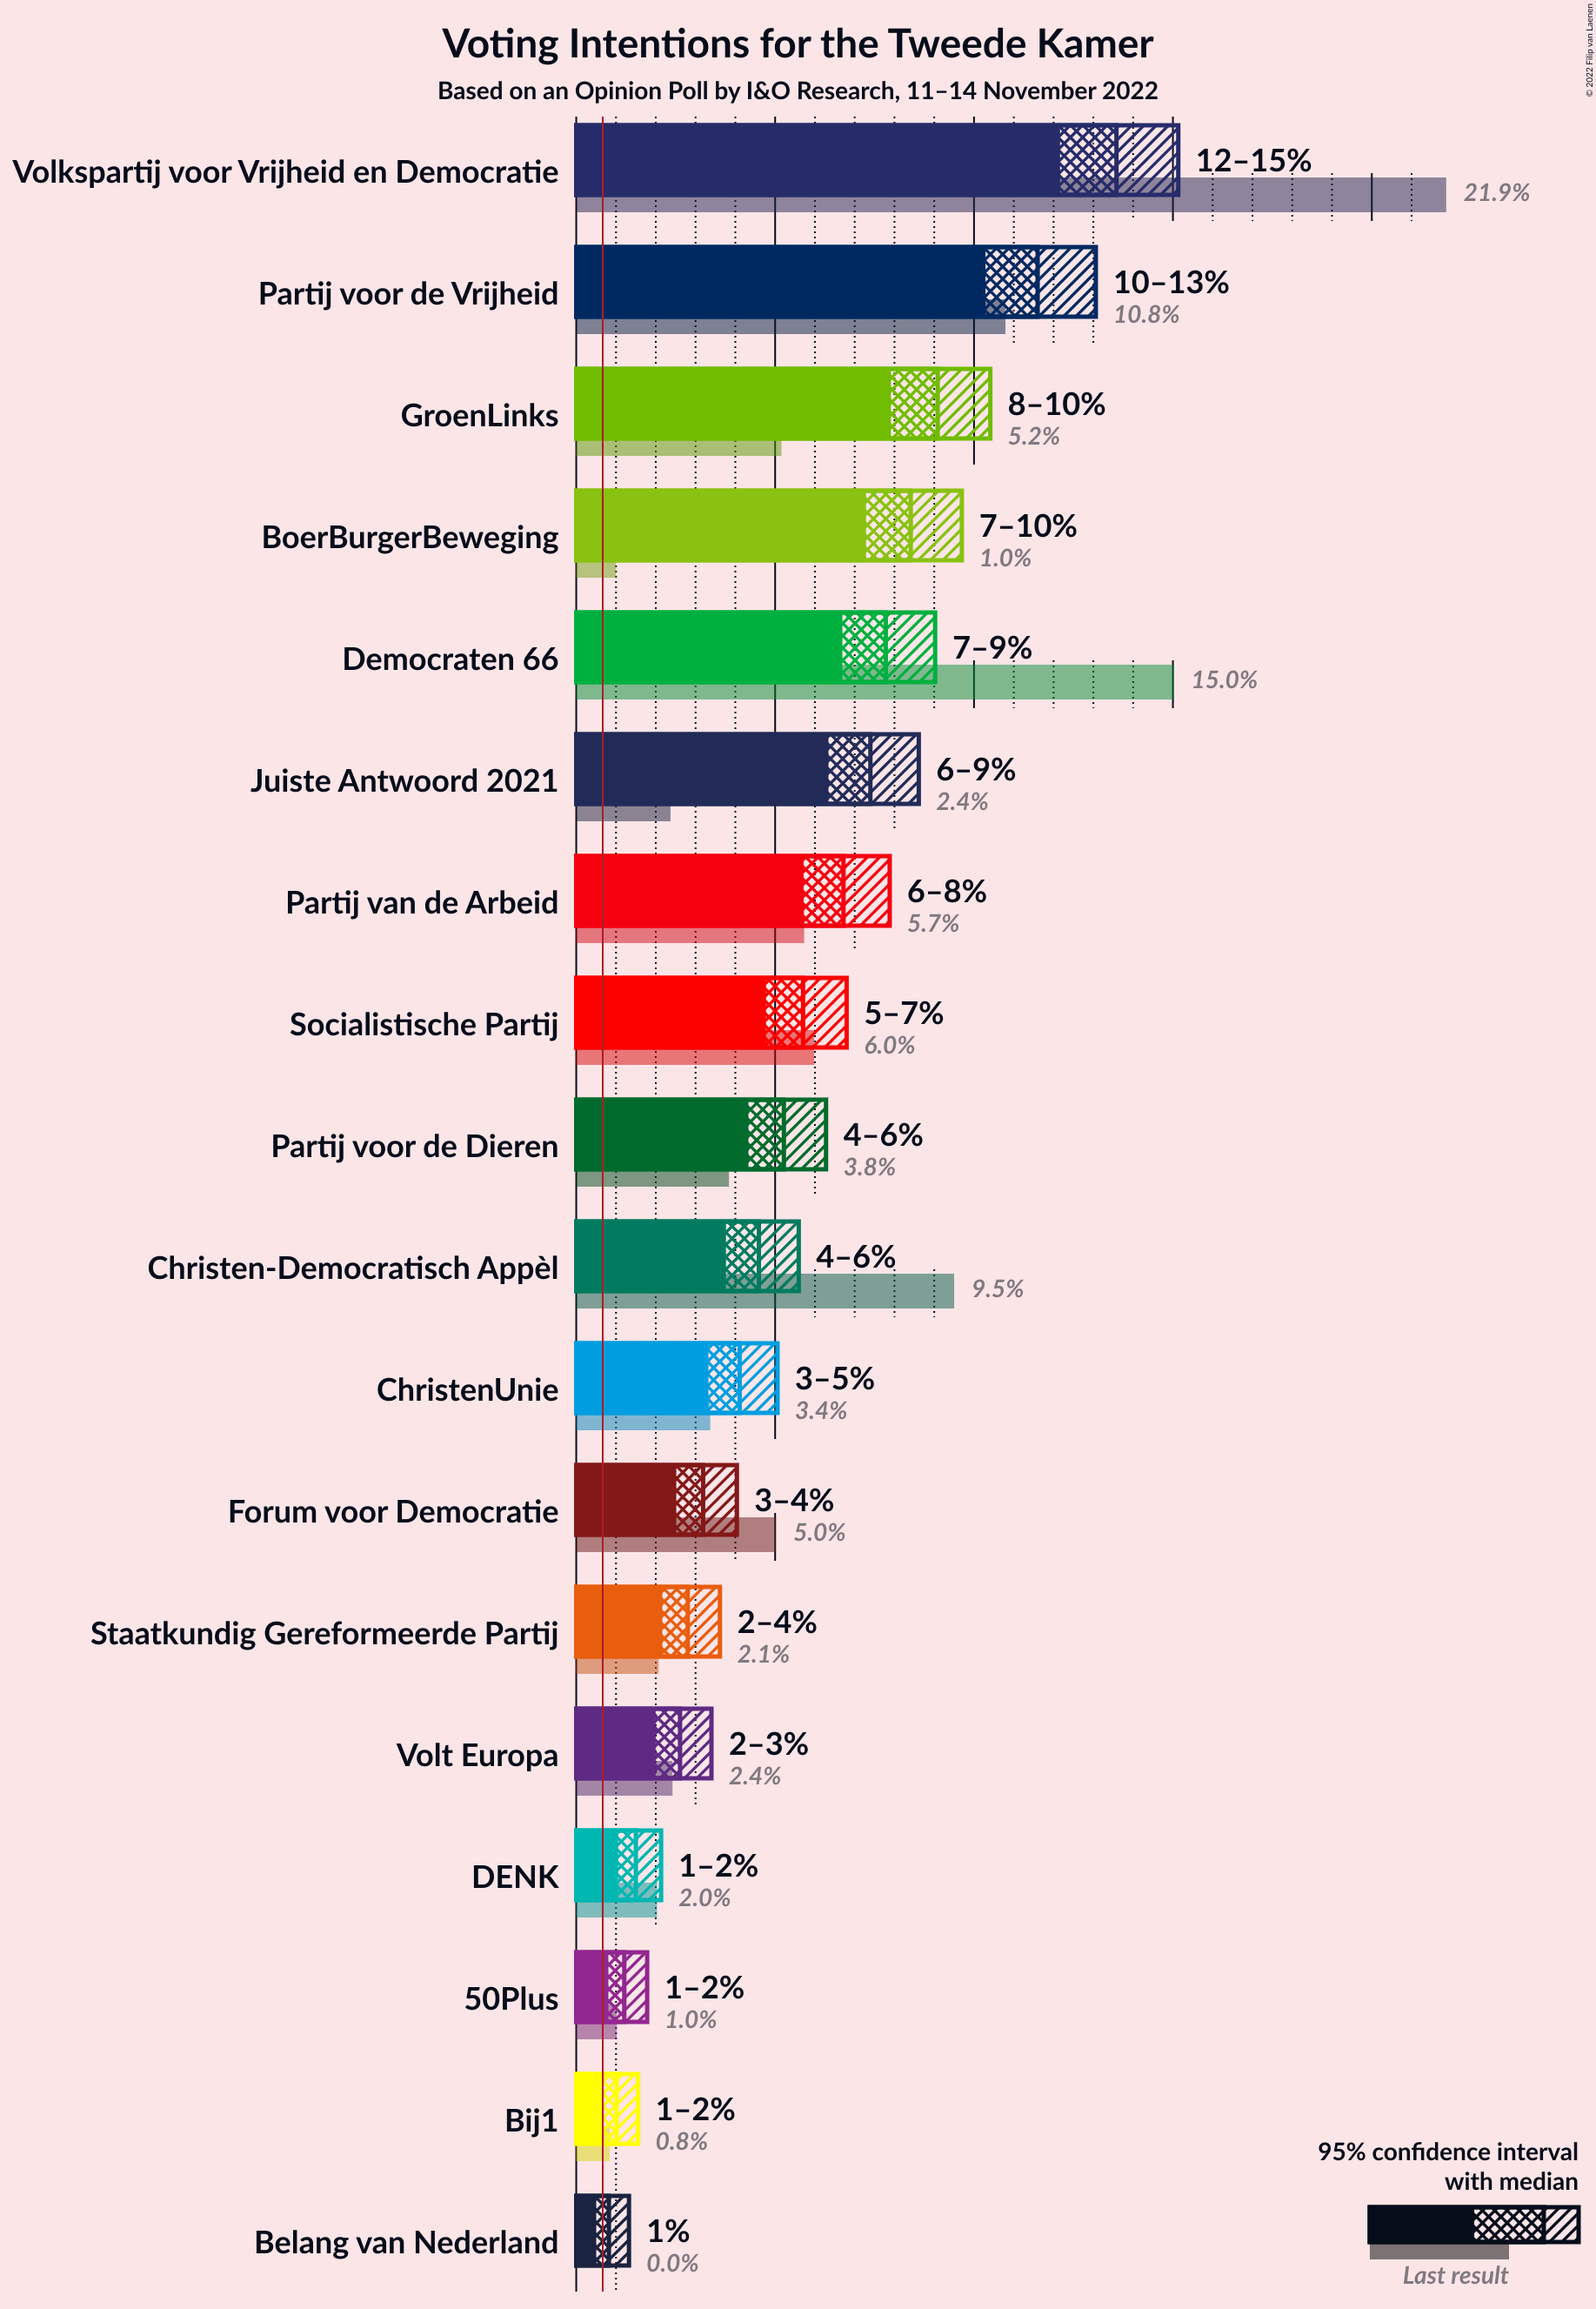 Voting Intentions for the Tweede Kamer
Based on an Opinion Poll by I&O Research, 11–14 November 2022
© 2022 Filip van Laenen
Volkspartij voor Vrijheid en Democratie
12–15%
21.9%
Partij voor de Vrijheid
10–13%
10.8%
GroenLinks
8–10%
5.2%
BoerBurgerBeweging
7–10%
1.0%
Democraten 66
7–9%
15.0%
Juiste Antwoord 2021
6–9%
2.4%
Partij van de Arbeid
6–8%
5.7%
Socialistische Partij
5–7%
6.0%
Partij voor de Dieren
4–6%
3.8%
Christen-Democratisch Appèl
4–6%
9.5%
ChristenUnie
3–5%
3.4%
Forum voor Democratie
3–4%
5.0%
Staatkundig Gereformeerde Partij
2–4%
2.1%
Volt Europa
2–3%
2.4%
DENK
1–2%
2.0%
50Plus
1–2%
1.0%
Bij1
1–2%
0.8%
Belang van Nederland
1%
0.0%
95% confidence interval
with median
Last result